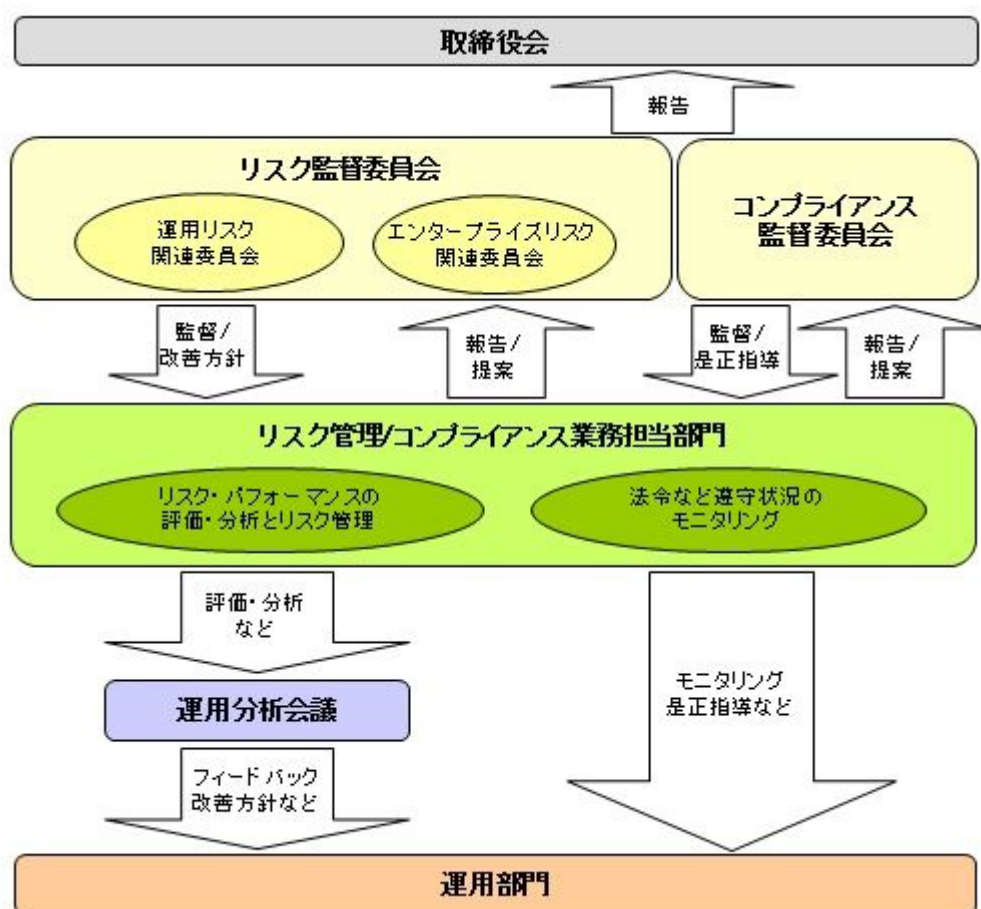 取締役会
報告
リスク監督委員会
運用リスク
関連委員会
エンタープライズリスク
関連委員会
コンプライアンス
監督委員会
監督/
改善方針
報告/
提案
監督/
是正指導
報告/
提案
リスク管理/コンプライアンス業務担当部門
リスク・パフォーマンスの
評価・分析とリスク管理
法令など遵守状況の
モニタリング
評価・分析
など
運用分析会議
モニタリング
是正指導など
フィードバック
改善方針など
運用部門